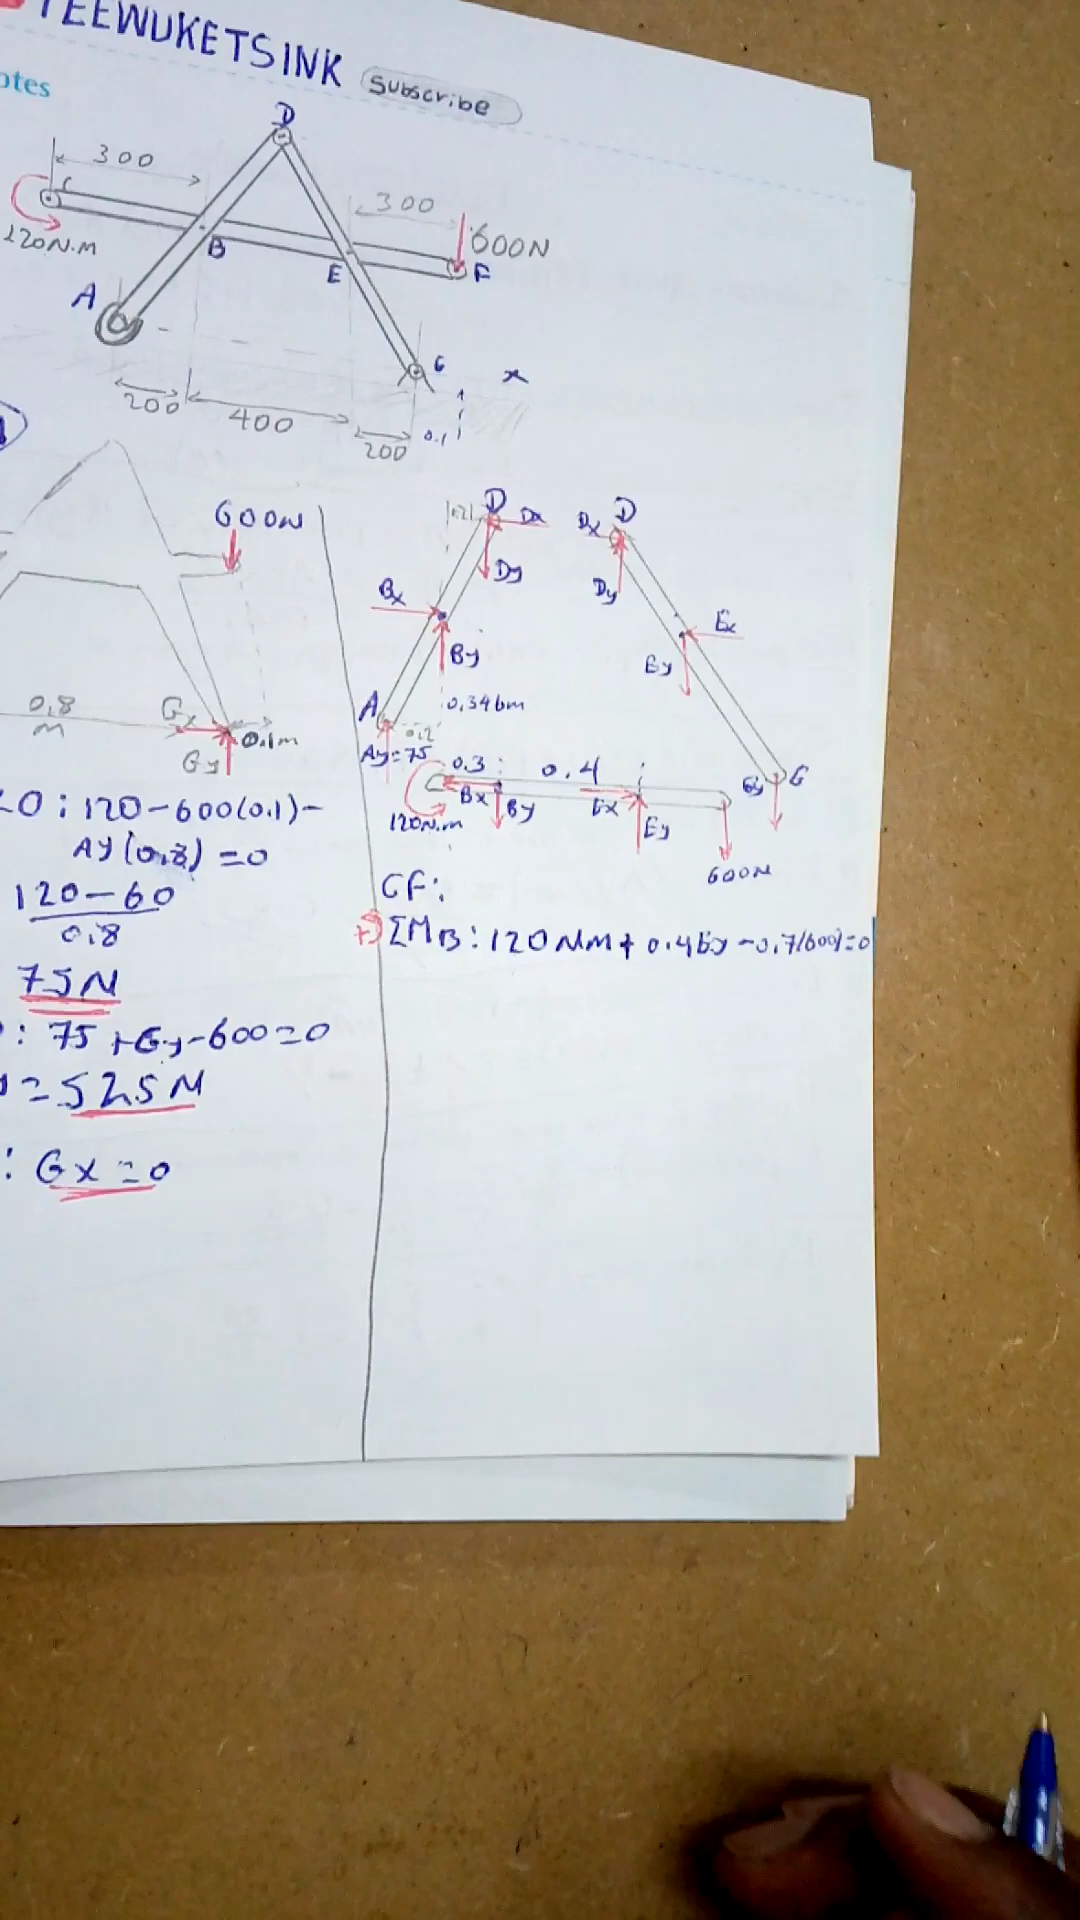 TEEWUKETSINK
Subscribe
otes
D
300
C
300
600N
120N.m
B
E
F
A
G
x
200
400
0.1
200
600N
0.8
m
Gx
0.1m
Gy
=0 : 120-600(0.1)-
Ay(0.8) =0
120-60
0.8
75N
: 75 +Gy-600=0
=525N
: Gx=0
D
Dx
Dy
Bx
By
A
0.346m
0.2
Ay=75
Dx
D
Dy
Ex
Ey
Gy
G
0.3
0.4
Bx
By
Ex
Ey
120N.m
600N
CF:
+ ΣMB: 120Nm+ 0.4Ey -0.7(600)=0